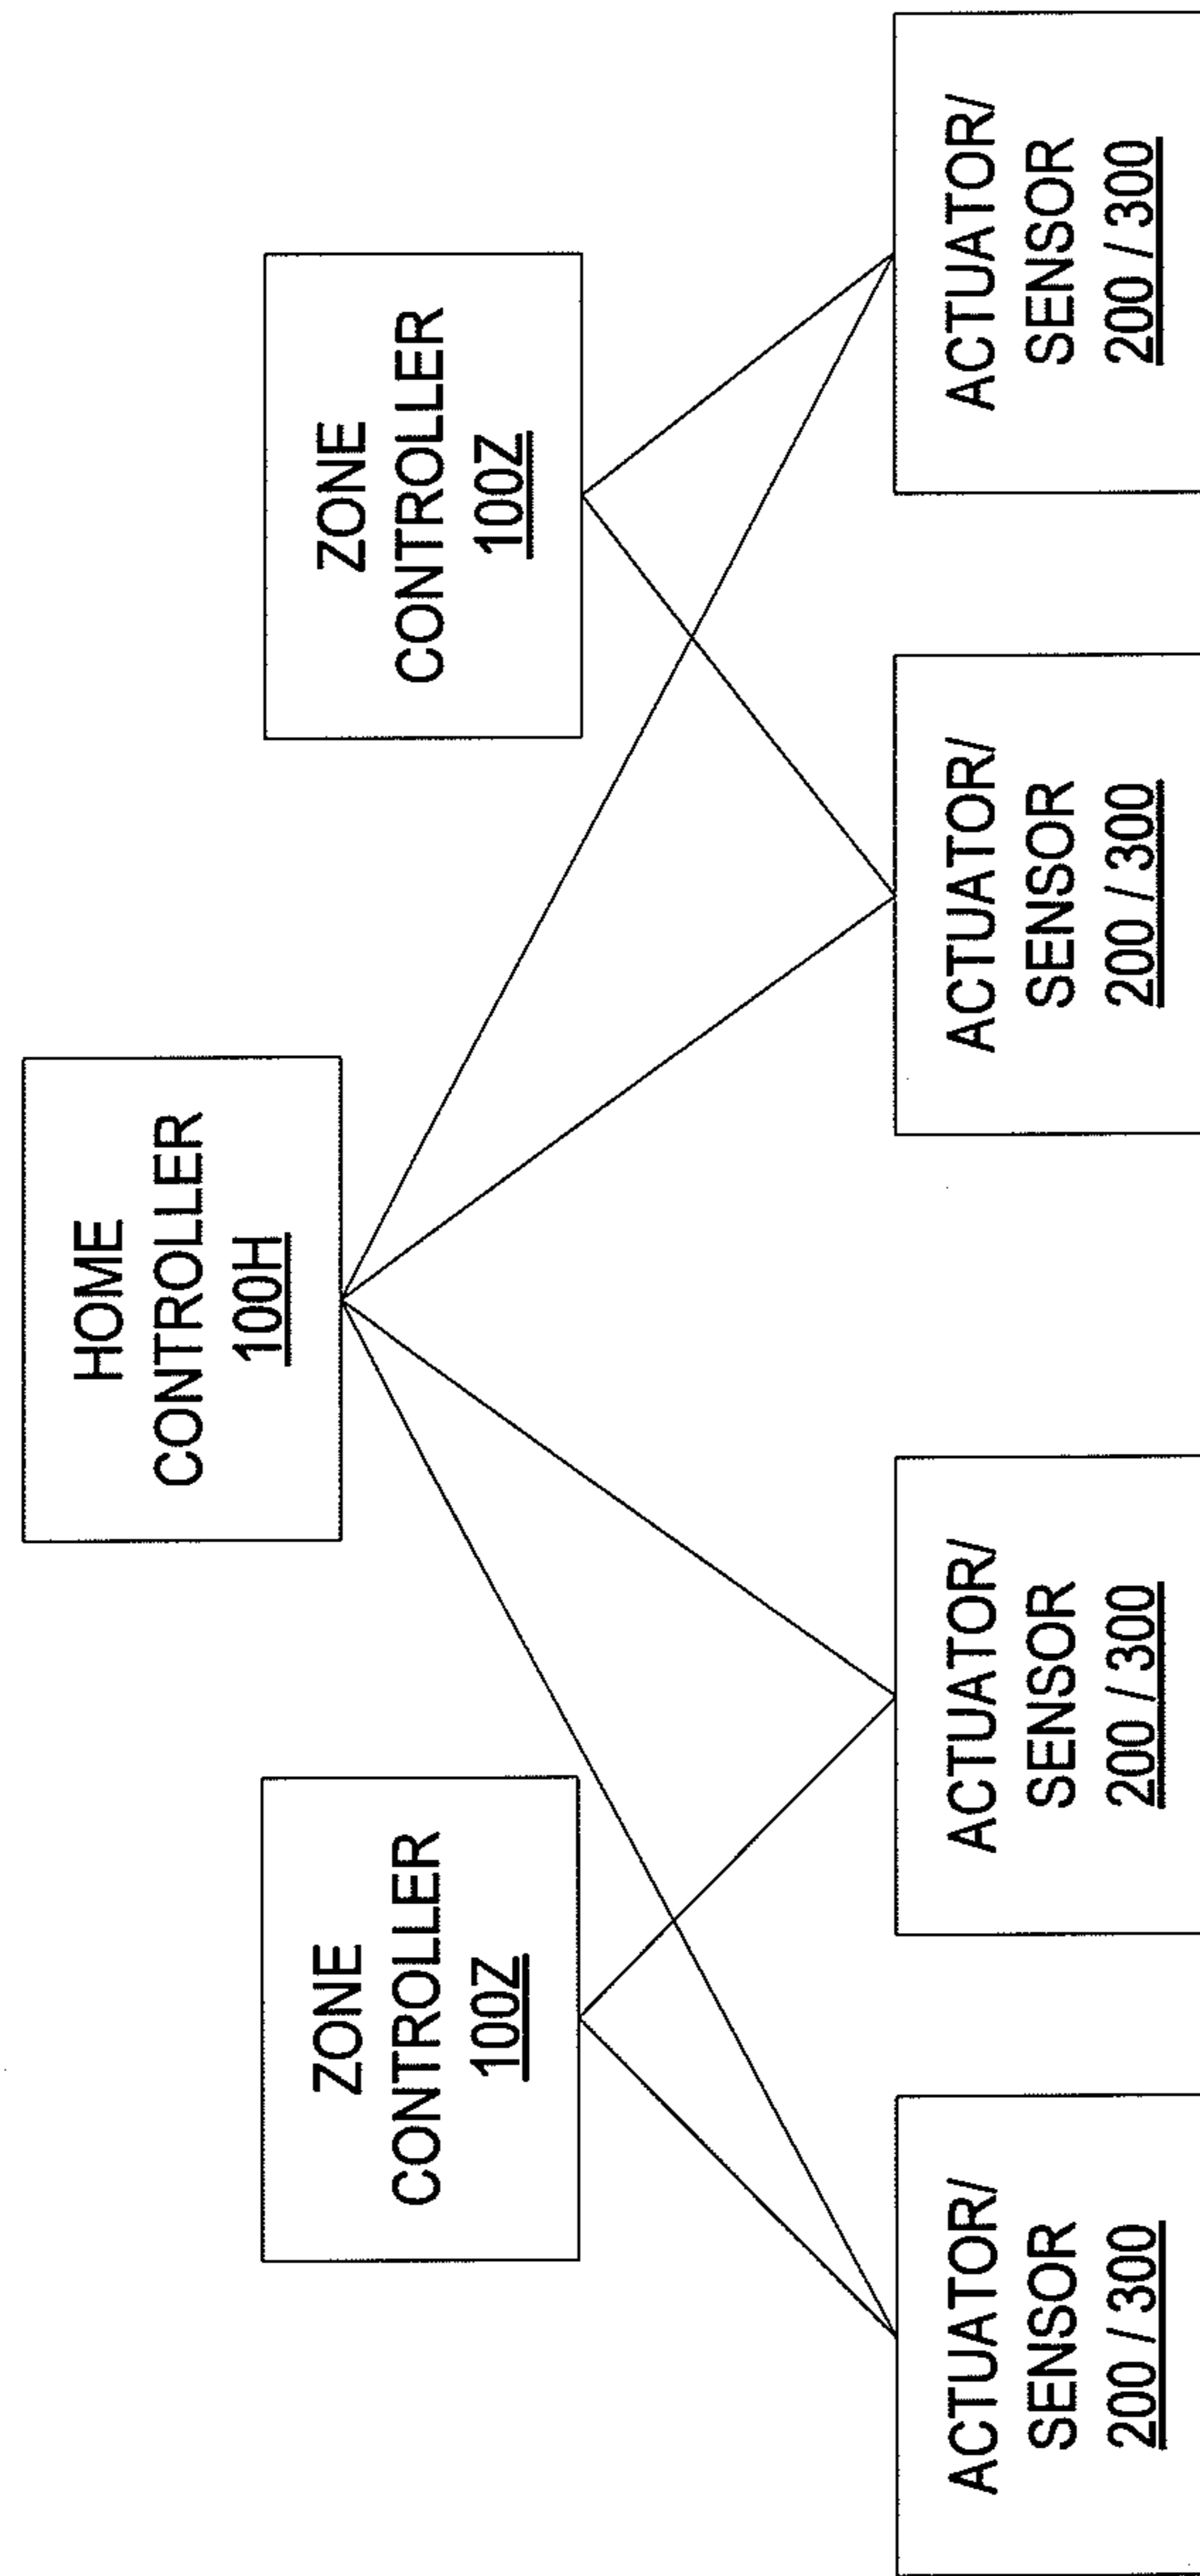 HOME
CONTROLLER
100H
ZONE
CONTROLLER
100Z
ZONE
CONTROLLER
100Z
ACTUATOR/
SENSOR
200 / 300
ACTUATOR/
SENSOR
200 / 300
ACTUATOR/
SENSOR
200 / 300
ACTUATOR/
SENSOR
200 / 300